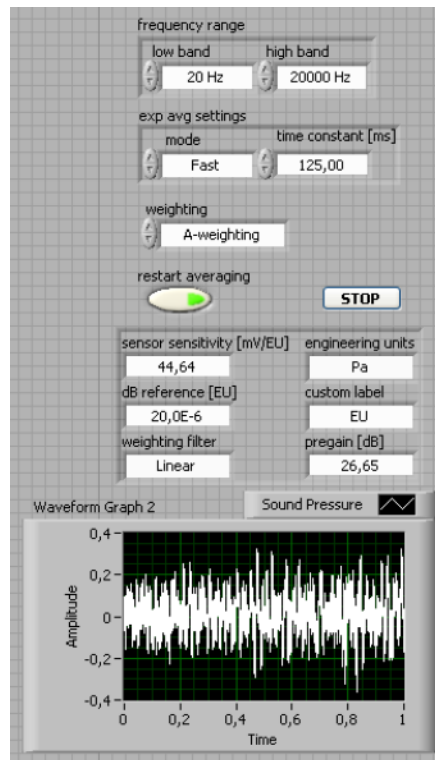 frequency range
low band high band
20 Hz 20000 Hz
exp avg settings
mode time constant [ms]
Fast 125,00
weighting
A-weighting
restart averaging
STOP
sensor sensitivity [mV/EU] engineering units
44,64 Pa
dB reference [EU] custom label
20,0E-6 EU
weighting filter pregain [dB]
Linear 26,65
Waveform Graph 2 Sound Pressure
0,4
0,2
0
-0,2
-0,4
Amplitude
0 0,2 0,4 0,6 0,8 1
Time